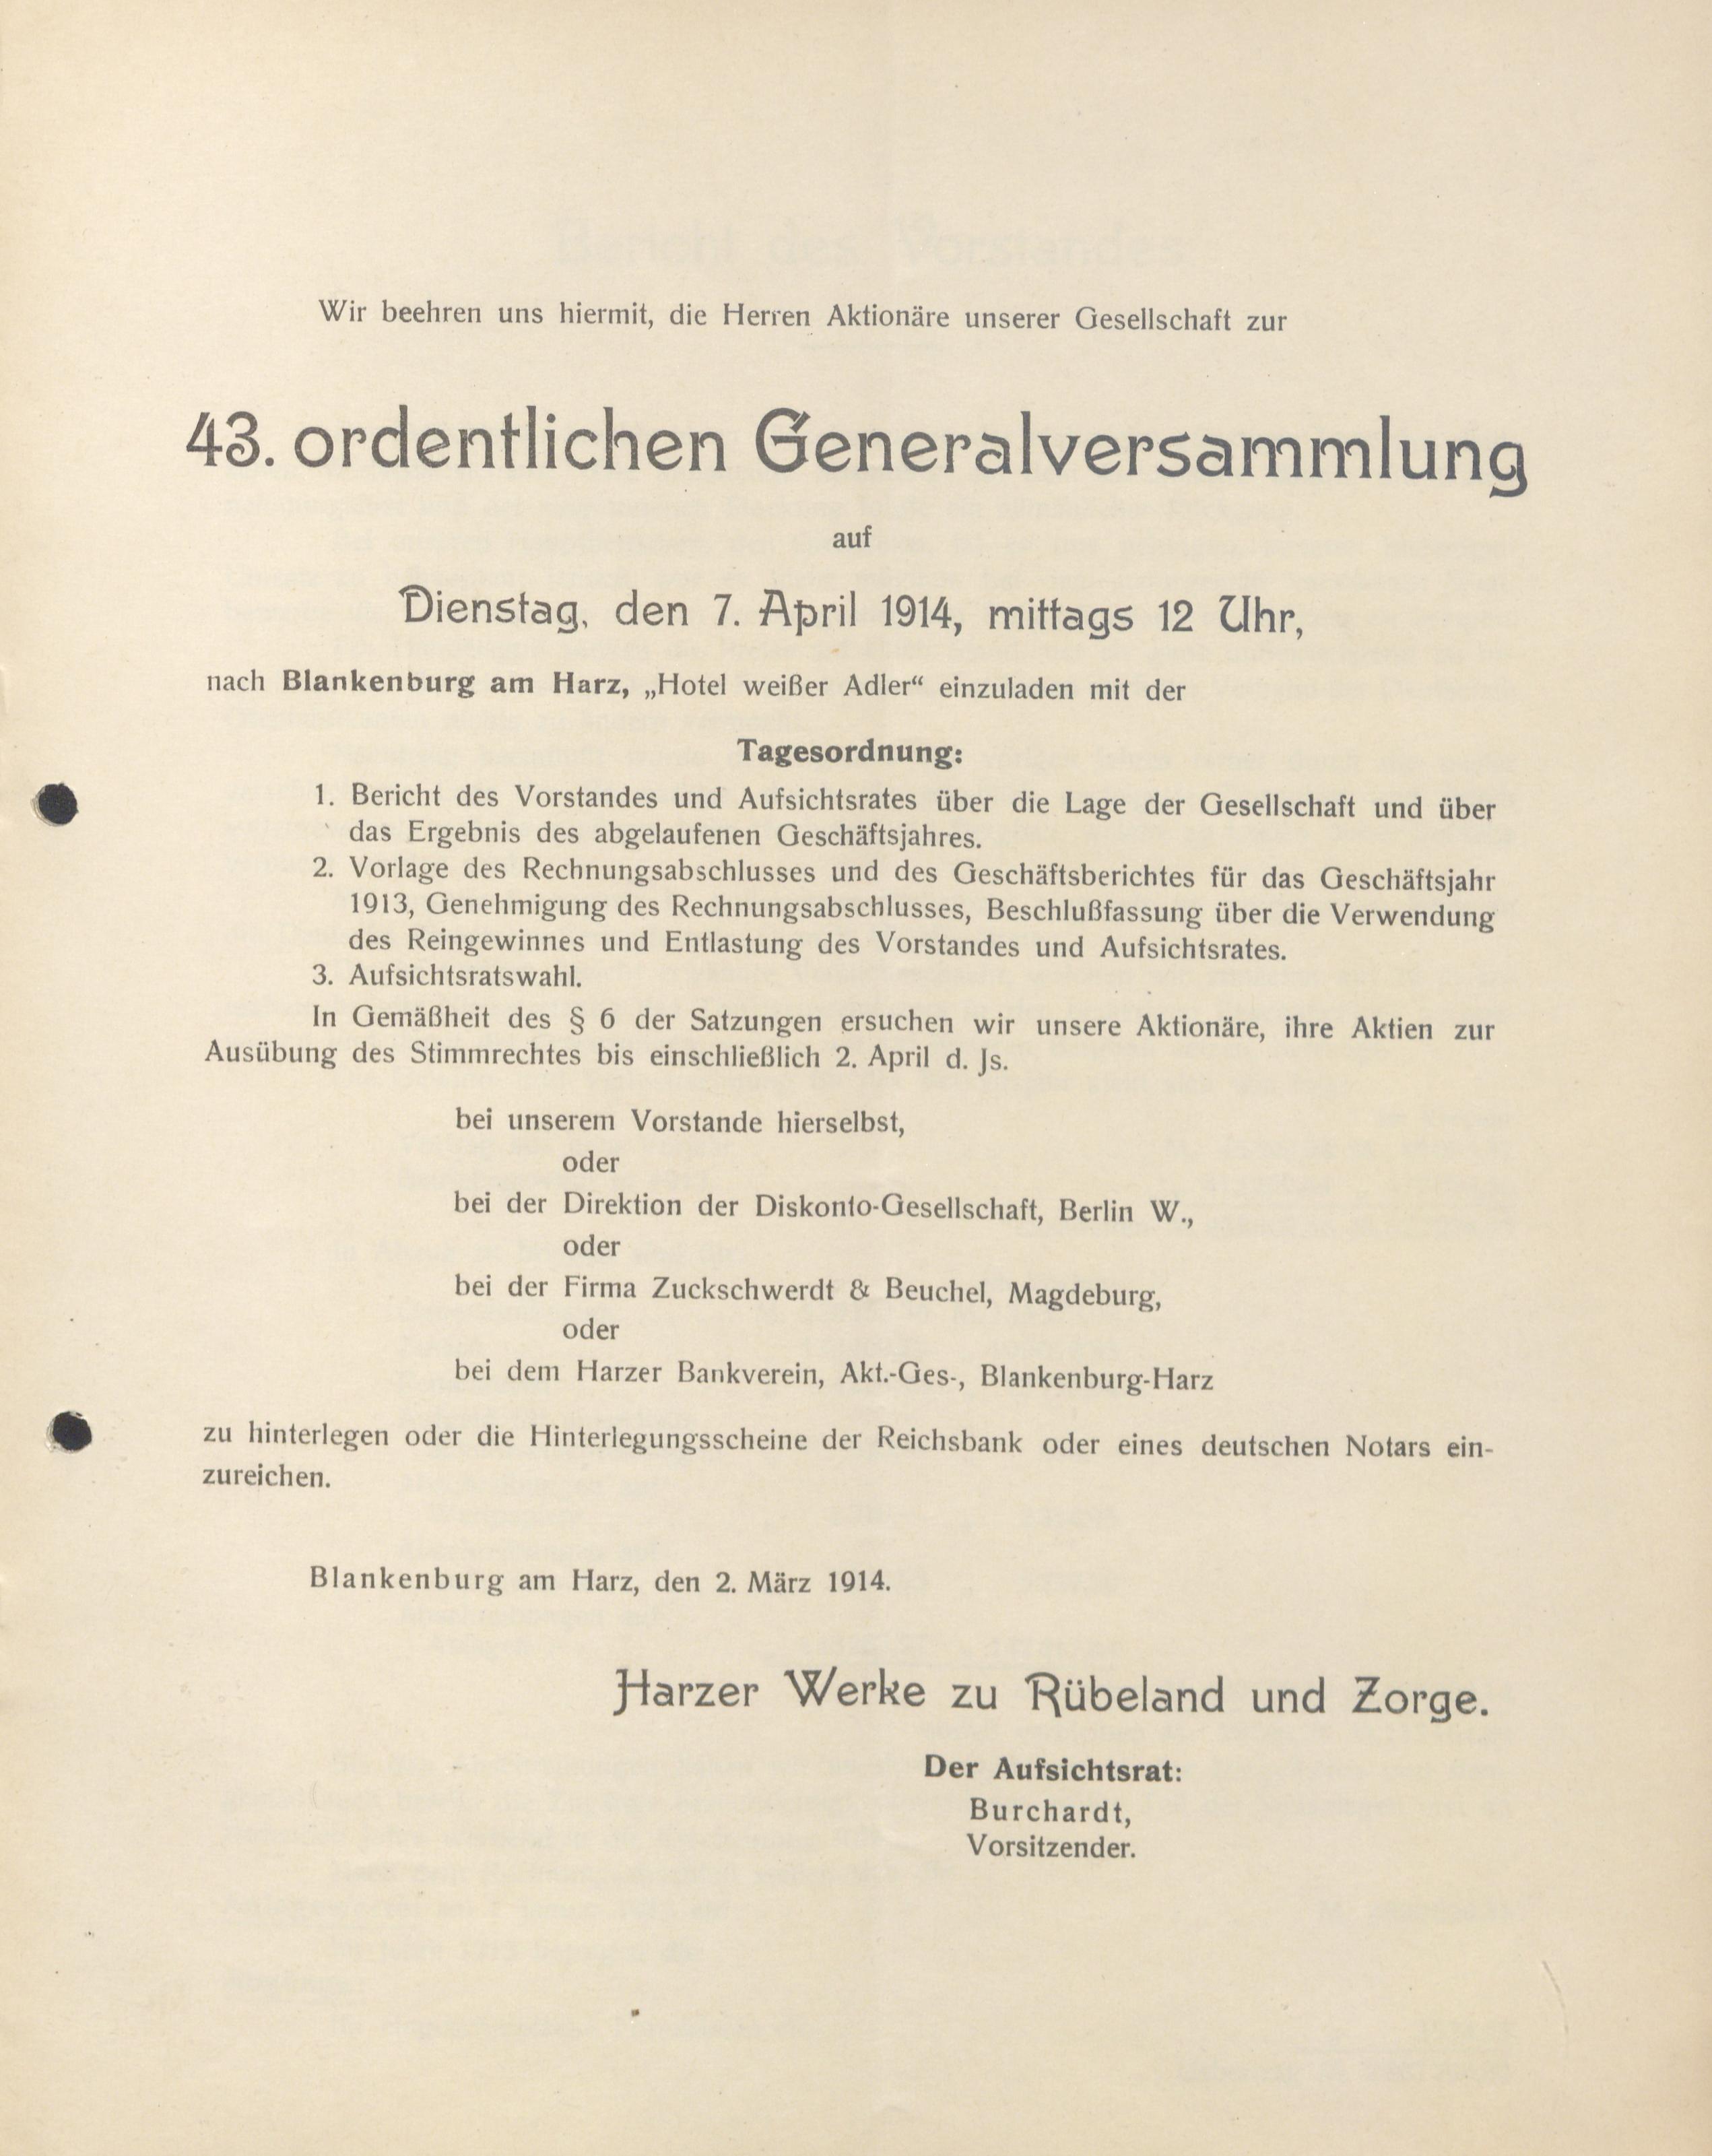 Wir beehren uns hiermit, die Herren Aktionäre unserer Gesellschaft zur
43. ordentlichen Generalversammlung
auf
Dienstag, den 7. April 1914, mittags 12 Uhr,
nach Blankenburg am Harz, „Hotel weißer Adler“ einzuladen mit der
Tagesordnung:
1. Bericht des Vorstandes und Aufsichtsrates über die Lage der Gesellschaft und über
das Ergebnis des abgelaufenen Geschäftsjahres.
2. Vorlage des Rechnungsabschlusses und des Geschäftsberichtes für das Geschäftsjahr
1913, Genehmigung des Rechnungsabschlusses, Beschlußfassung über die Verwendung
des Reingewinnes und Entlastung des Vorstandes und Aufsichtsrates.
3. Aufsichtsratswahl.
In Gemäßheit des § 6 der Satzungen ersuchen wir unsere Aktionäre, ihre Aktien zur
Ausübung des Stimmrechtes bis einschließlich 2. April d. Js.
bei unserem Vorstande hierselbst,
oder
bei der Direktion der Diskonto-Gesellschaft, Berlin W.,
oder
bei der Firma Zuckschwerdt & Beuchel, Magdeburg,
oder
bei dem Harzer Bankverein, Akt.-Ges-, Blankenburg-Harz
zu hinterlegen oder die Hinterlegungsscheine der Reichsbank oder eines deutschen Notars ein-
zureichen.
Blankenburg am Harz, den 2. März 1914.
Harzer Werke zu Rübeland und Zorge.
Der Aufsichtsrat:
Burchardt,
Vorsitzender.